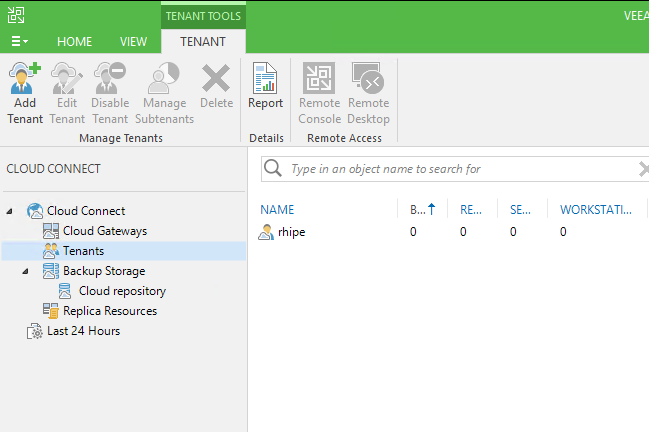 TENANT TOOLS
VEEA
HOME VIEW TENANT
Add Tenant
Edit Tenant
Disable Tenant
Manage Subtenants
Delete
Report
Remote Console
Remote Desktop
Manage Tenants
Details
Remote Access
CLOUD CONNECT
Type in an object name to search for
Cloud Connect
Cloud Gateways
Tenants
Backup Storage
Cloud repository
Replica Resources
Last 24 Hours
NAME B... RE... SE... WORKSTATI...
rhipe 0 0 0 0